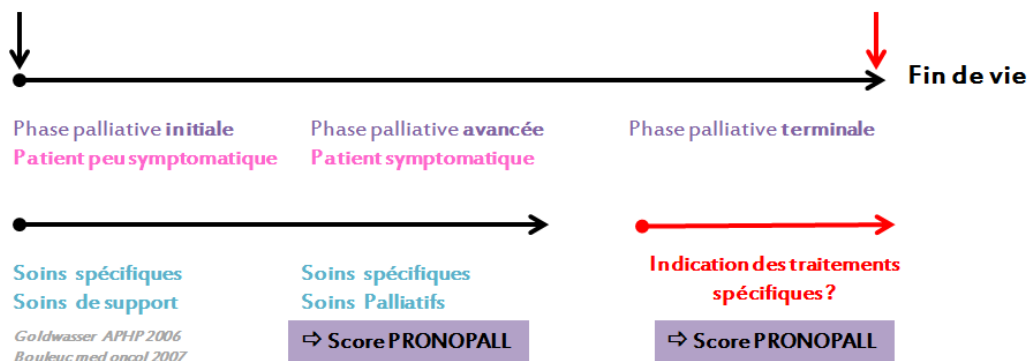 Fin de vie
Phase palliative initiale
Patient peu symptomatique
Phase palliative avancée
Patient symptomatique
Phase palliative terminale
Soins spécifiques
Soins de support
Goldwasser APHP 2006
Bouleuc med oncol 2007
Soins spécifiques
Soins Palliatifs
⇨ Score PRONOPALL
Indication des traitements
spécifiques ?
⇨ Score PRONOPALL